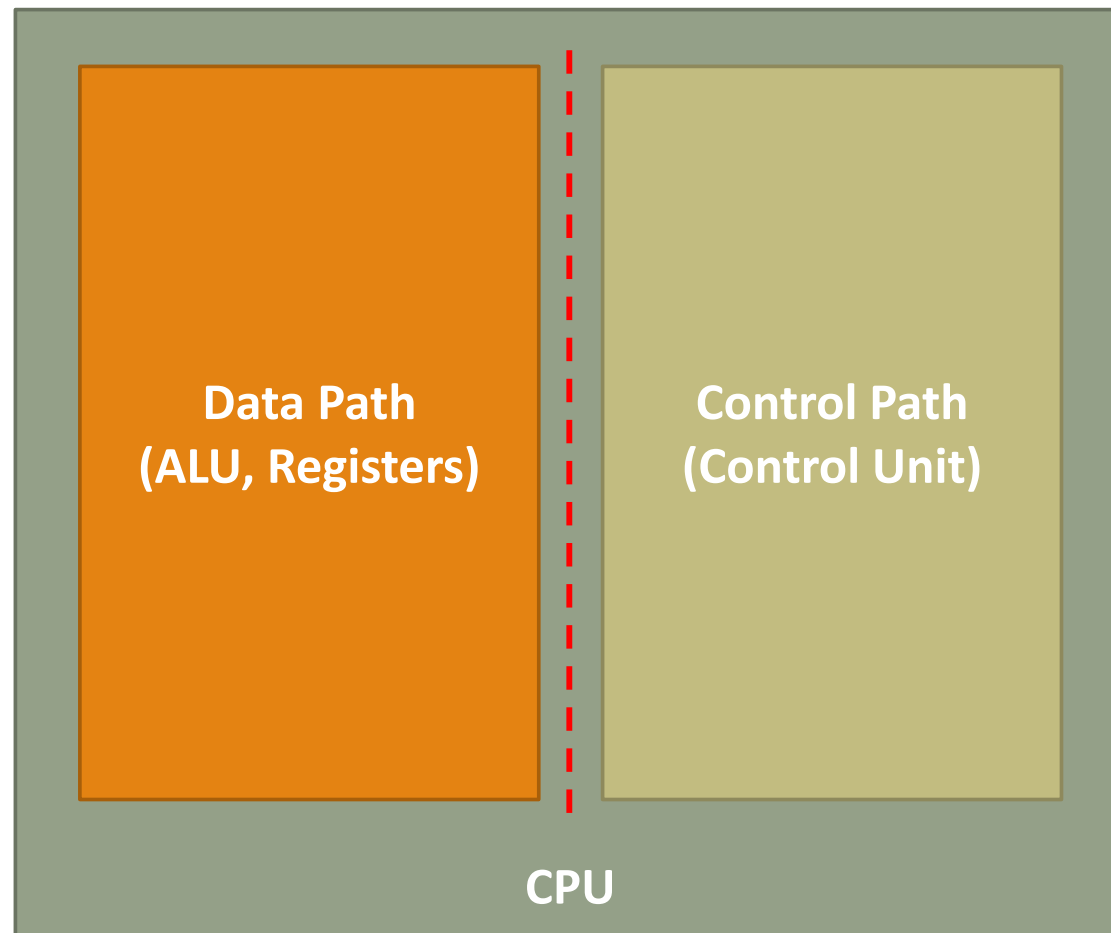 Data Path
(ALU, Registers)
Control Path
(Control Unit)
CPU